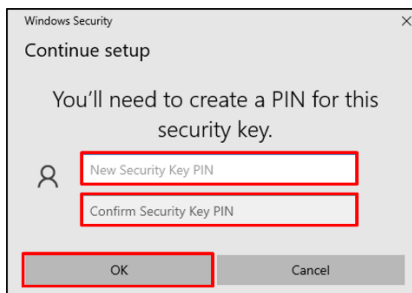 Windows Security
Continue setup
You'll need to create a PIN for this
security key.
New Security Key PIN
Confirm Security Key PIN
OK
Cancel